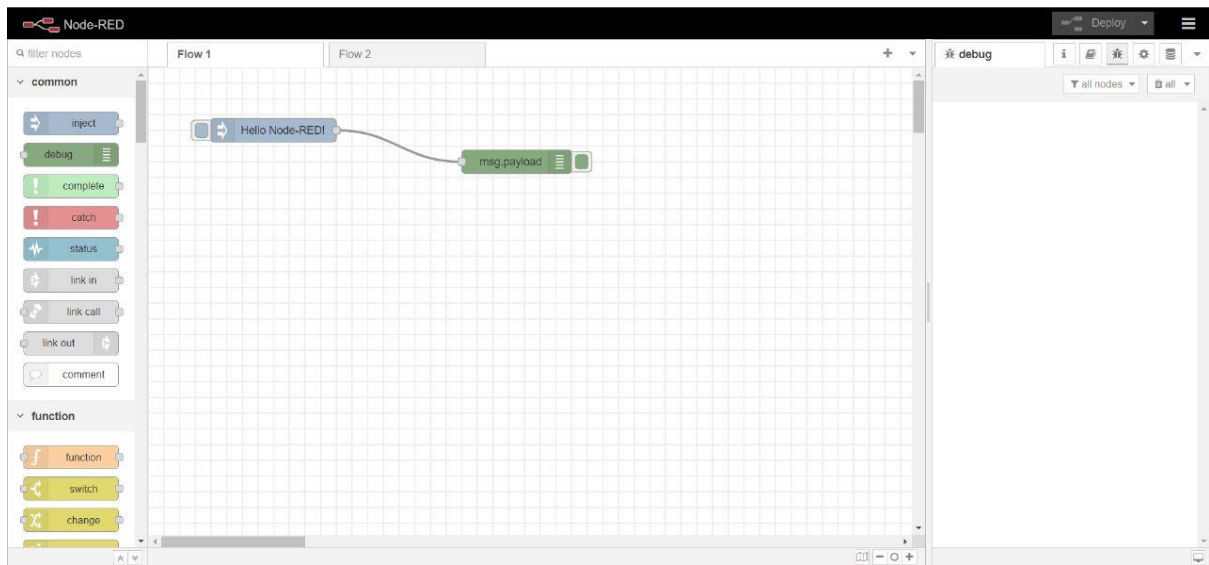 Node-RED
Deploy
filter nodes
Flow 1
Flow 2
debug
i
common
all nodes
all
inject
Hello Node-RED!
debug
msg.payload
complete
catch
status
link in
link call
link out
comment
function
function
switch
change